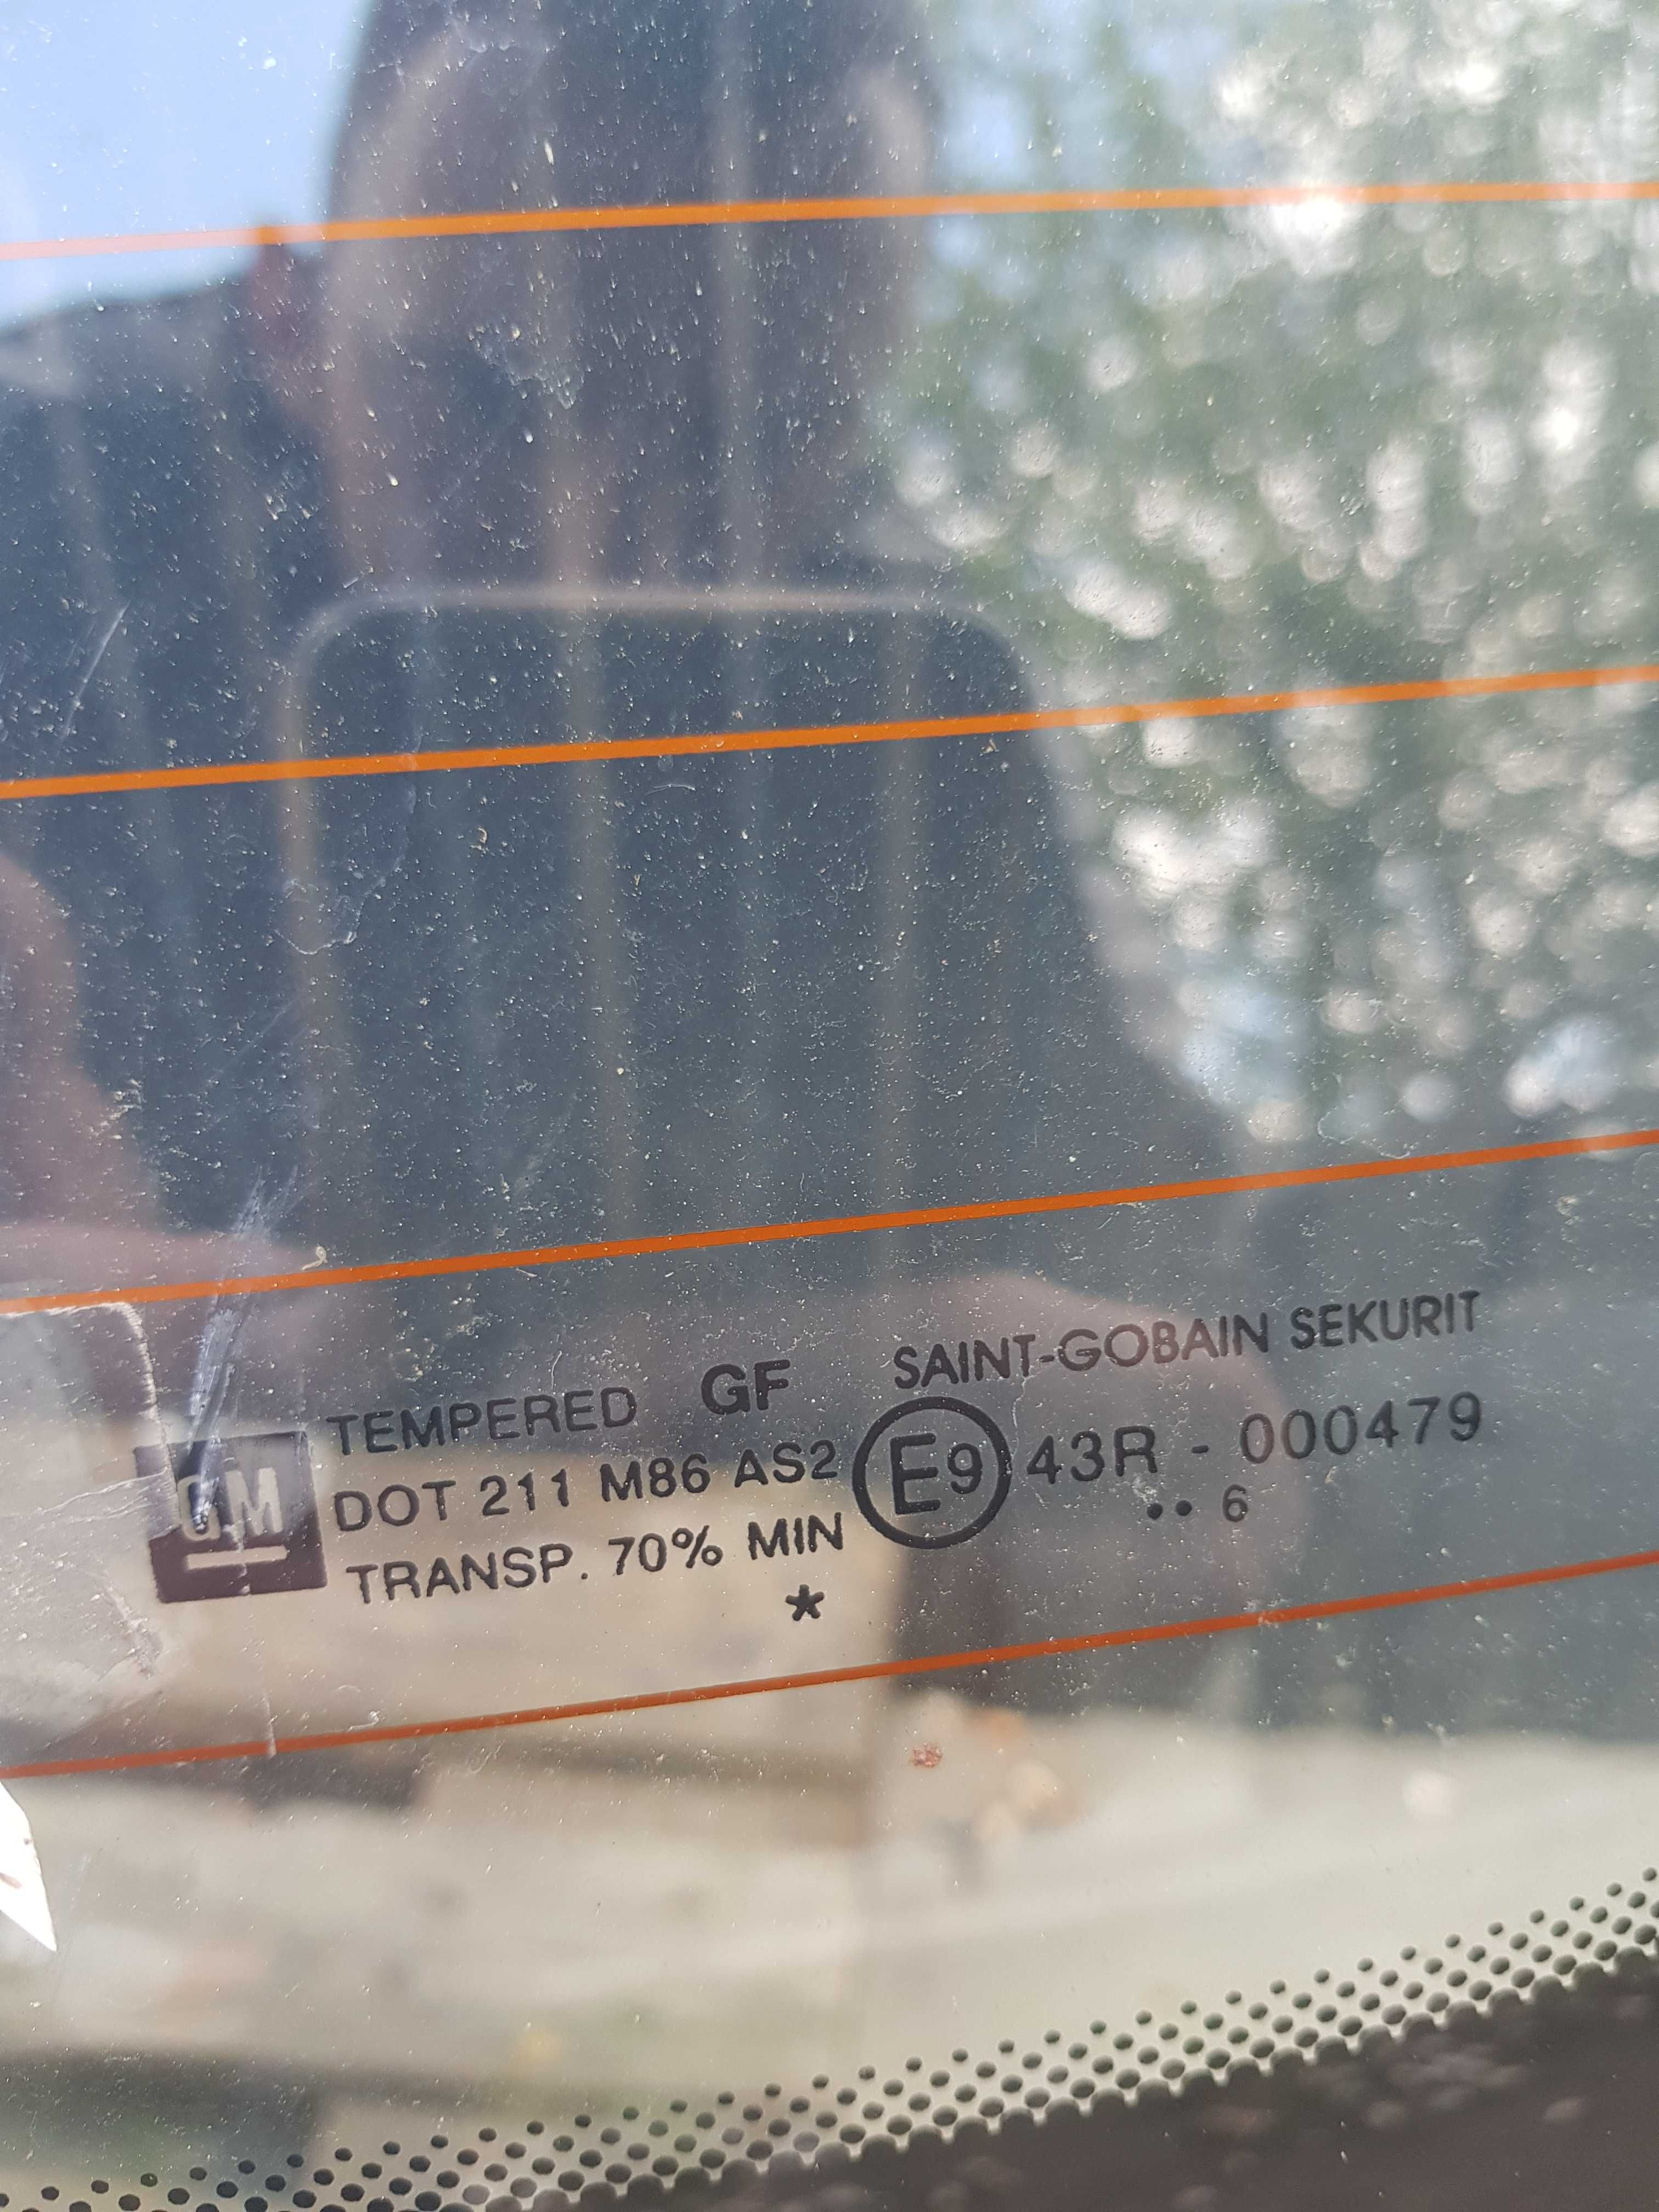 GM
TEMPERED GF SAINT-GOBAIN SEKURIT
DOT 211 M86 AS2 E9 43R - 000479
TRANSP. 70% MIN •• 6
*